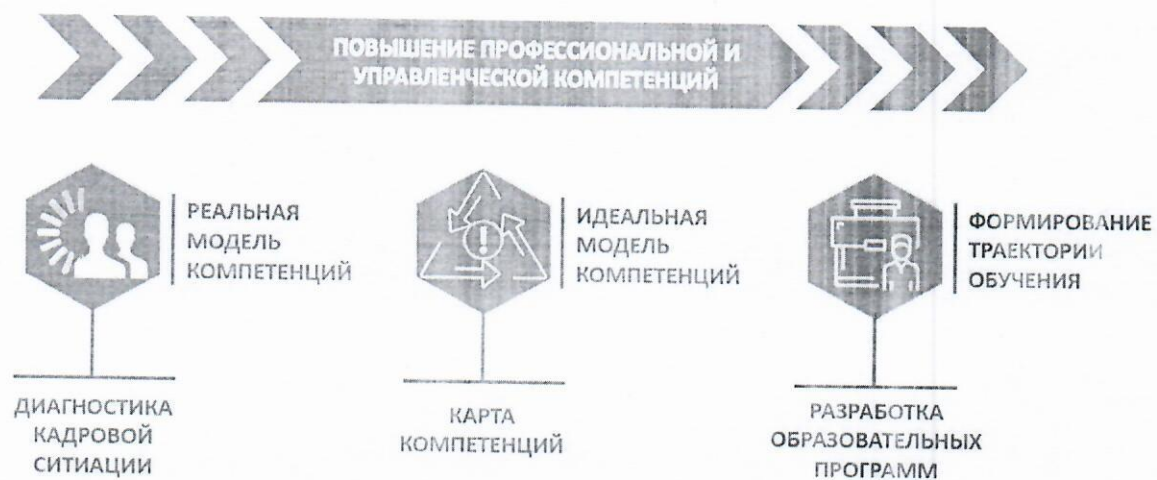 ПОВЫШЕНИЕ ПРОФЕССИОНАЛЬНОЙ И
УПРАВЛЕНЧЕСКОЙ КОМПЕТЕНЦИЙ
РЕАЛЬНАЯ
МОДЕЛЬ
КОМПЕТЕНЦИЙ
ИДЕАЛЬНАЯ
МОДЕЛЬ
КОМПЕТЕНЦИЙ
ФОРМИРОВАНИЕ
ТРАЕКТОРИИ
ОБУЧЕНИЯ
ДИАГНОСТИКА
КАДРОВОЙ
СИТИАЦИИ
КАРТА
КОМПЕТЕНЦИЙ
РАЗРАБОТКА
ОБРАЗОВАТЕЛЬНЫХ
ПРОГРАММ